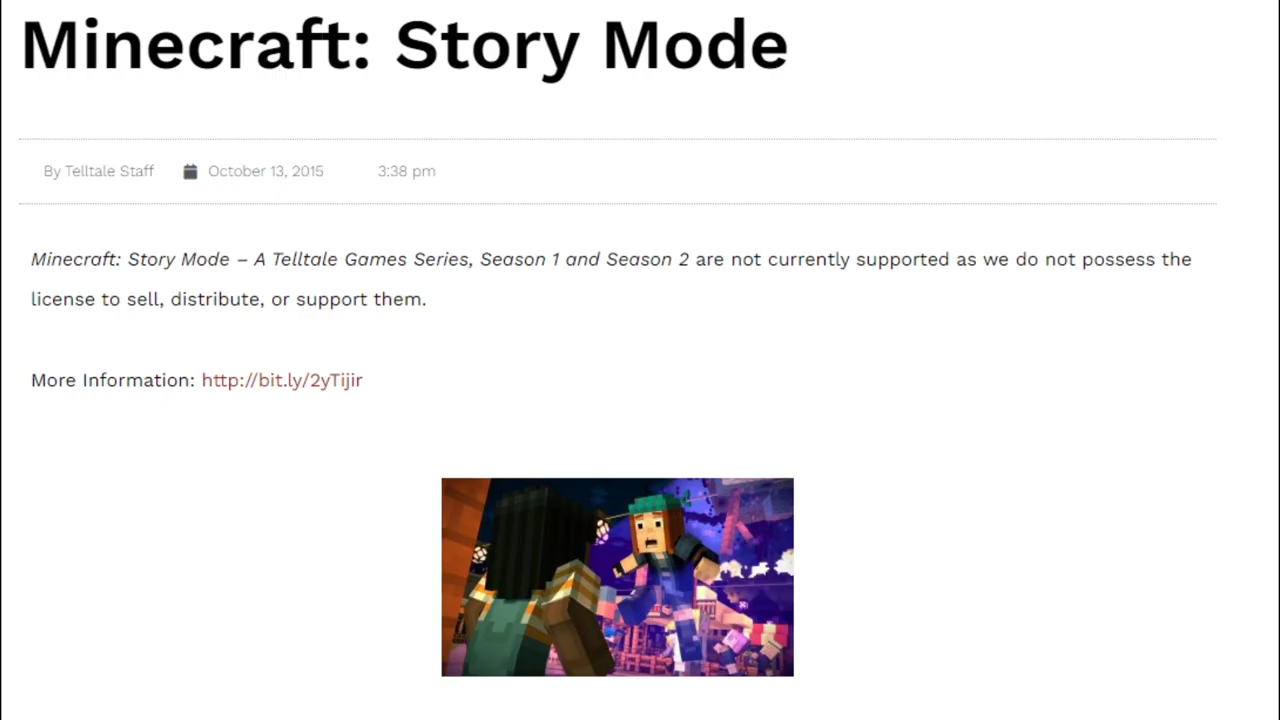 Minecraft: Story Mode
By Telltale Staff October 13, 2015 3:38 pm
Minecraft: Story Mode – A Telltale Games Series, Season 1 and Season 2 are not currently supported as we do not possess the
license to sell, distribute, or support them.
More Information: http://bit.ly/2yTijir